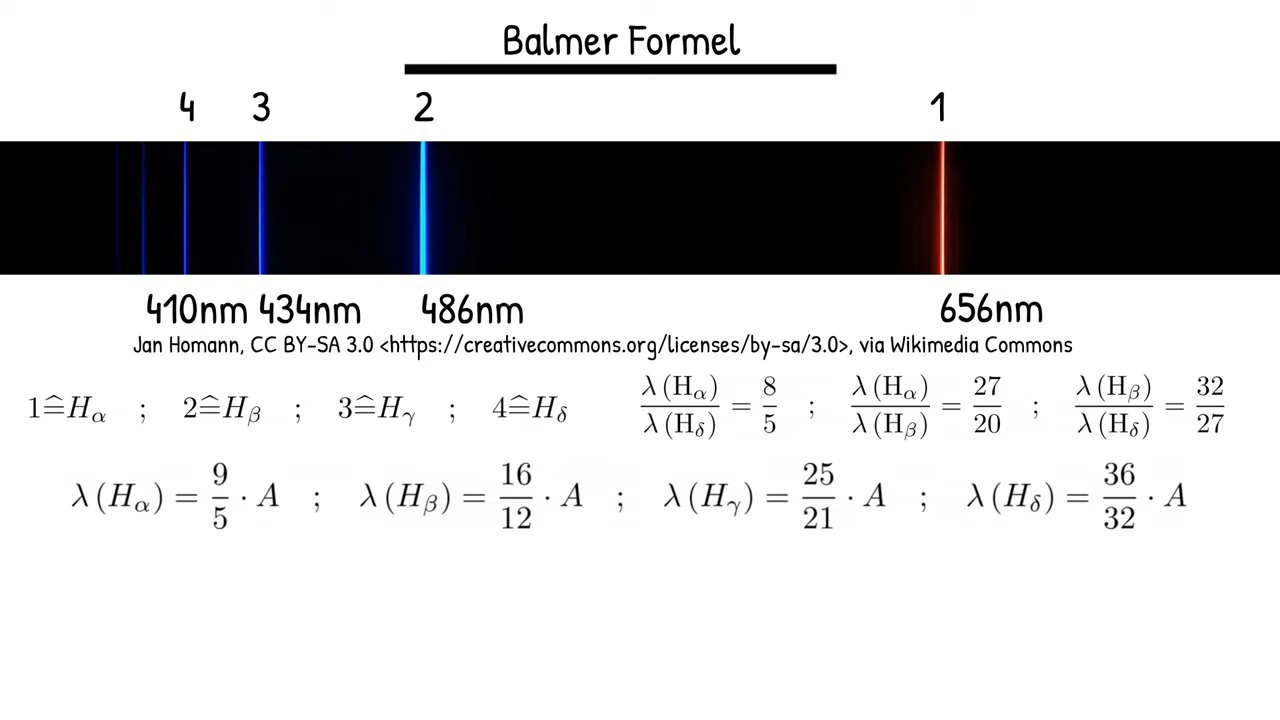 Balmer Formel
4 3 2 1
410nm 434nm 486nm 656nm
Jan Homann, CC BY-SA 3.0 <https://creativecommons.org/licenses/by-sa/3.0>, via Wikimedia Commons
1≙H_α ; 2≙H_β ; 3≙H_γ ; 4≙H_δ λ(H_α)/λ(H_δ) = 8/5 ; λ(H_α)/λ(H_β) = 27/20 ; λ(H_β)/λ(H_δ) = 32/27
λ(H_α) = 9/5 · A ; λ(H_β) = 16/12 · A ; λ(H_γ) = 25/21 · A ; λ(H_δ) = 36/32 · A